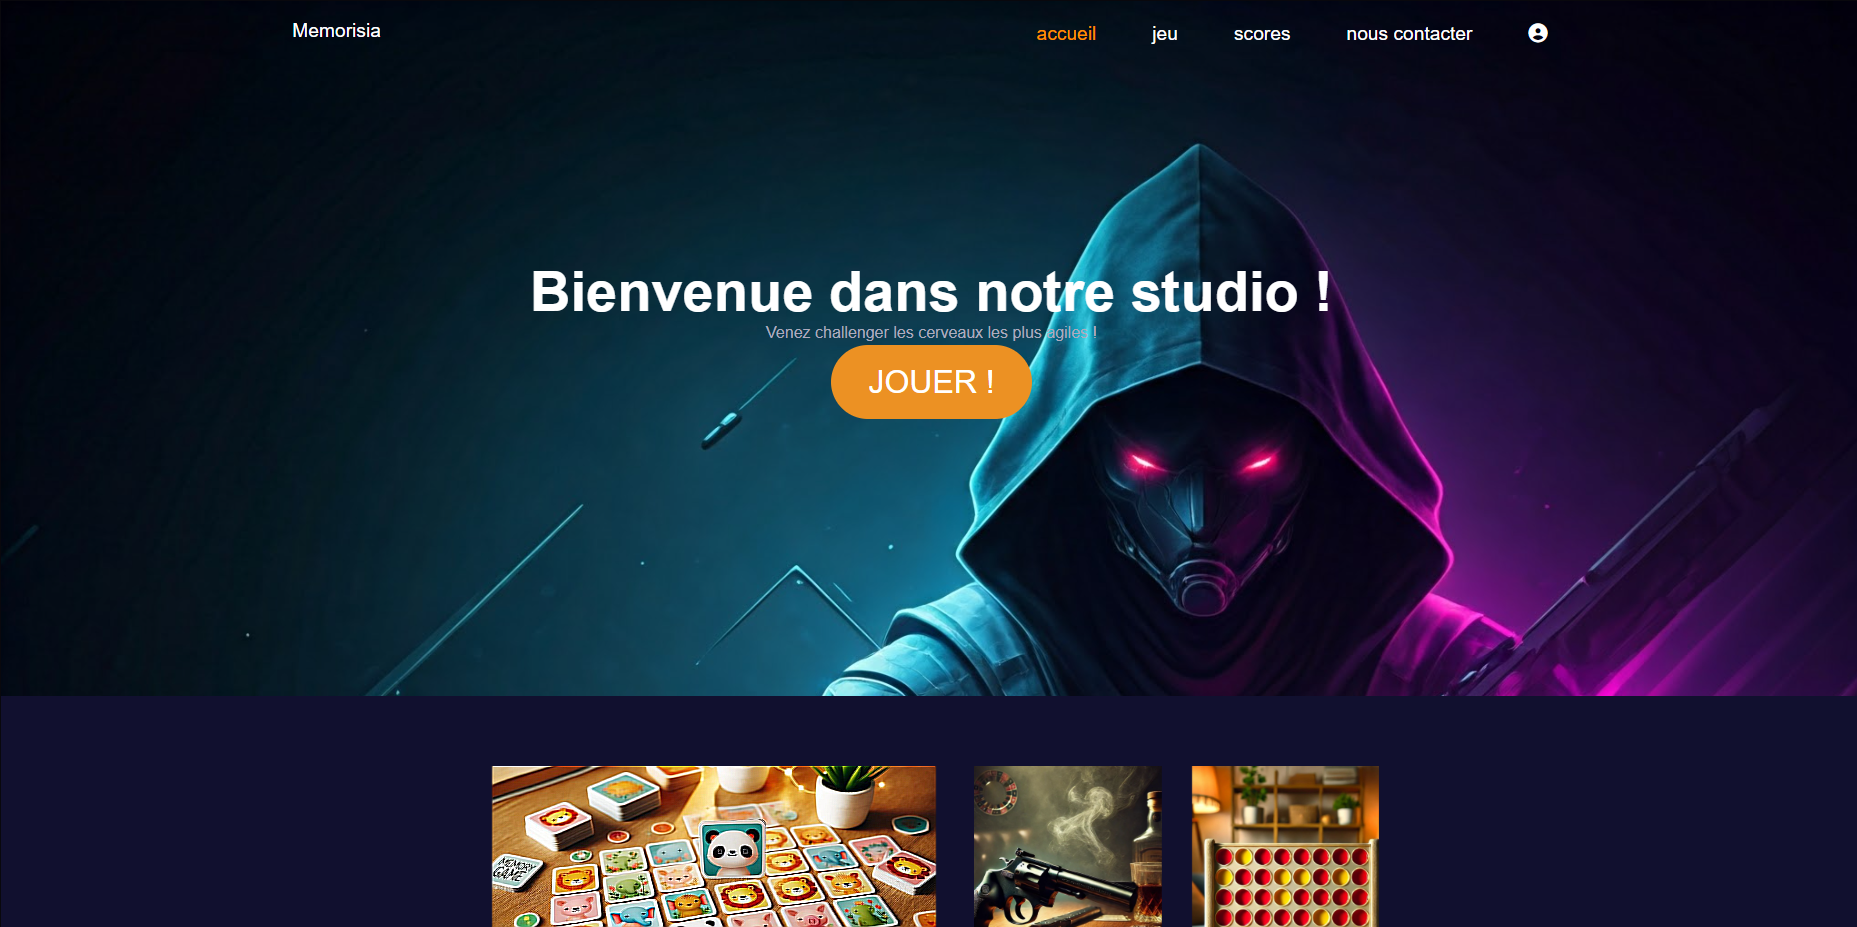 Memorisia
accueil
jeu
scores
nous contacter
Bienvenue dans notre studio !
Venez challenger les cerveaux les plus agiles !
JOUER !
MEMORY
GAME